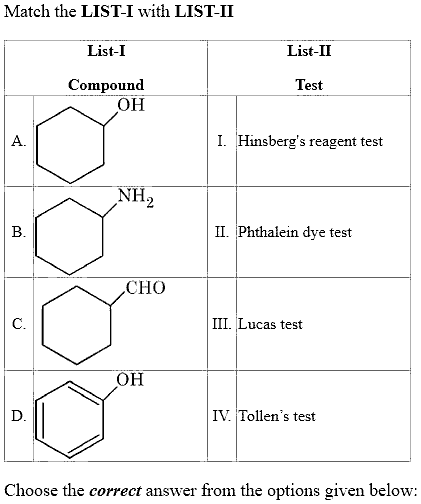 Match the LIST-I with LIST-II
List-I
Compound
List-II
Test
A.
OH
I. Hinsberg's reagent test
B.
NH₂
II. Phthalein dye test
C.
CHO
III. Lucas test
D.
OH
IV. Tollen's test
Choose the correct answer from the options given below: